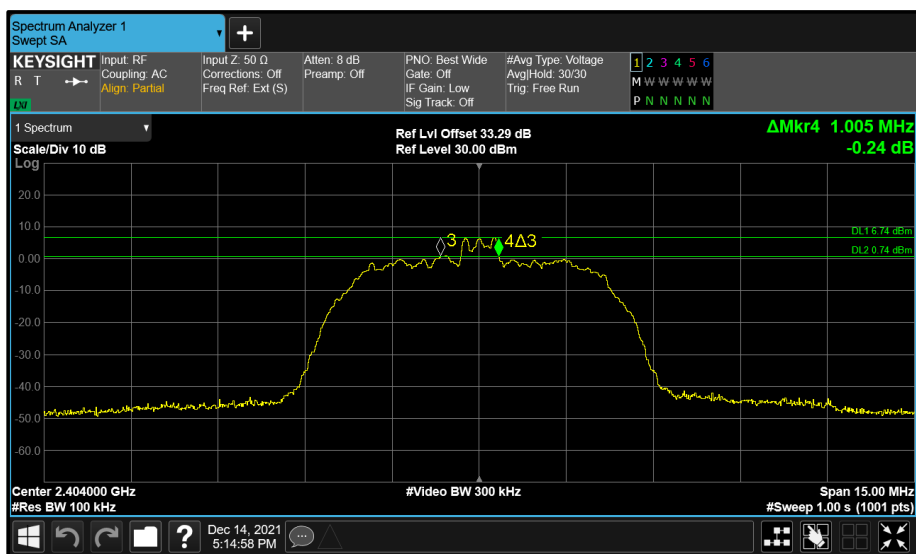 Spectrum Analyzer 1
Swept SA
+
KEYSIGHT
R T
LXI
Input: RF
Coupling: AC
Align: Partial
Input Z: 50 Ω
Corrections: Off
Freq Ref: Ext (S)
Atten: 8 dB
Preamp: Off
PNO: Best Wide
Gate: Off
IF Gain: Low
Sig Track: Off
#Avg Type: Voltage
Avg|Hold: 30/30
Trig: Free Run
1 2 3 4 5 6
M W W W W W
P N N N N N
1 Spectrum
Scale/Div 10 dB
Log
Ref Lvl Offset 33.29 dB
Ref Level 30.00 dBm
ΔMkr4 1.005 MHz
-0.24 dB
20.0
10.0
0.00
-10.0
-20.0
-30.0
-40.0
-50.0
-60.0
3
4Δ3
DL1 6.74 dBm
DL2 0.74 dBm
Center 2.404000 GHz
#Res BW 100 kHz
#Video BW 300 kHz
Span 15.00 MHz
#Sweep 1.00 s (1001 pts)
?
Dec 14, 2021
5:14:58 PM